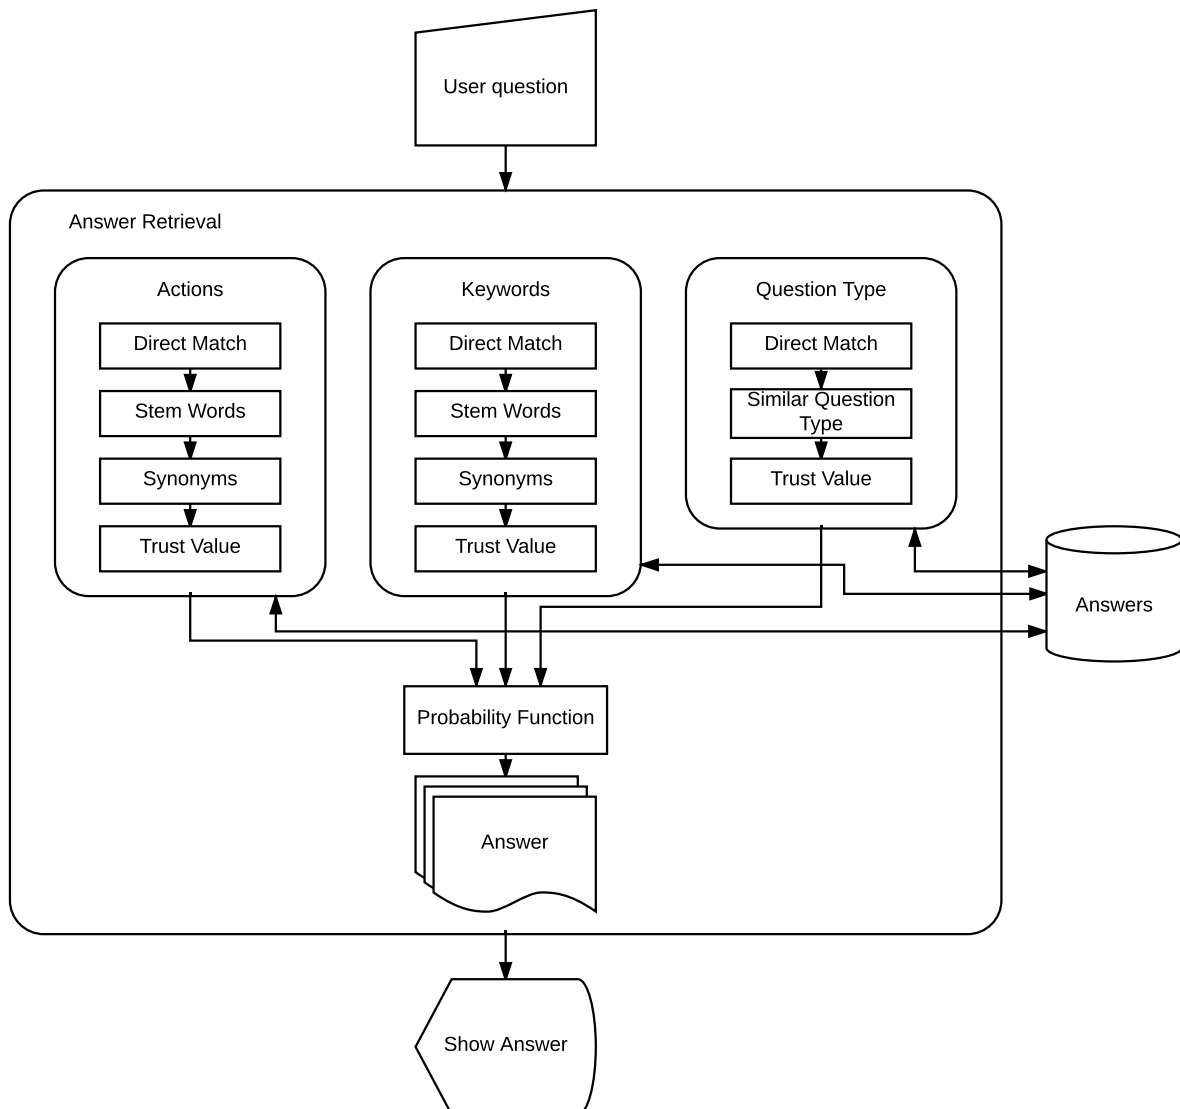 User question
Answer Retrieval
Actions
Direct Match
Stem Words
Synonyms
Trust Value
Keywords
Direct Match
Stem Words
Synonyms
Trust Value
Question Type
Direct Match
Similar Question
Type
Trust Value
Answers
Probability Function
Answer
Show Answer